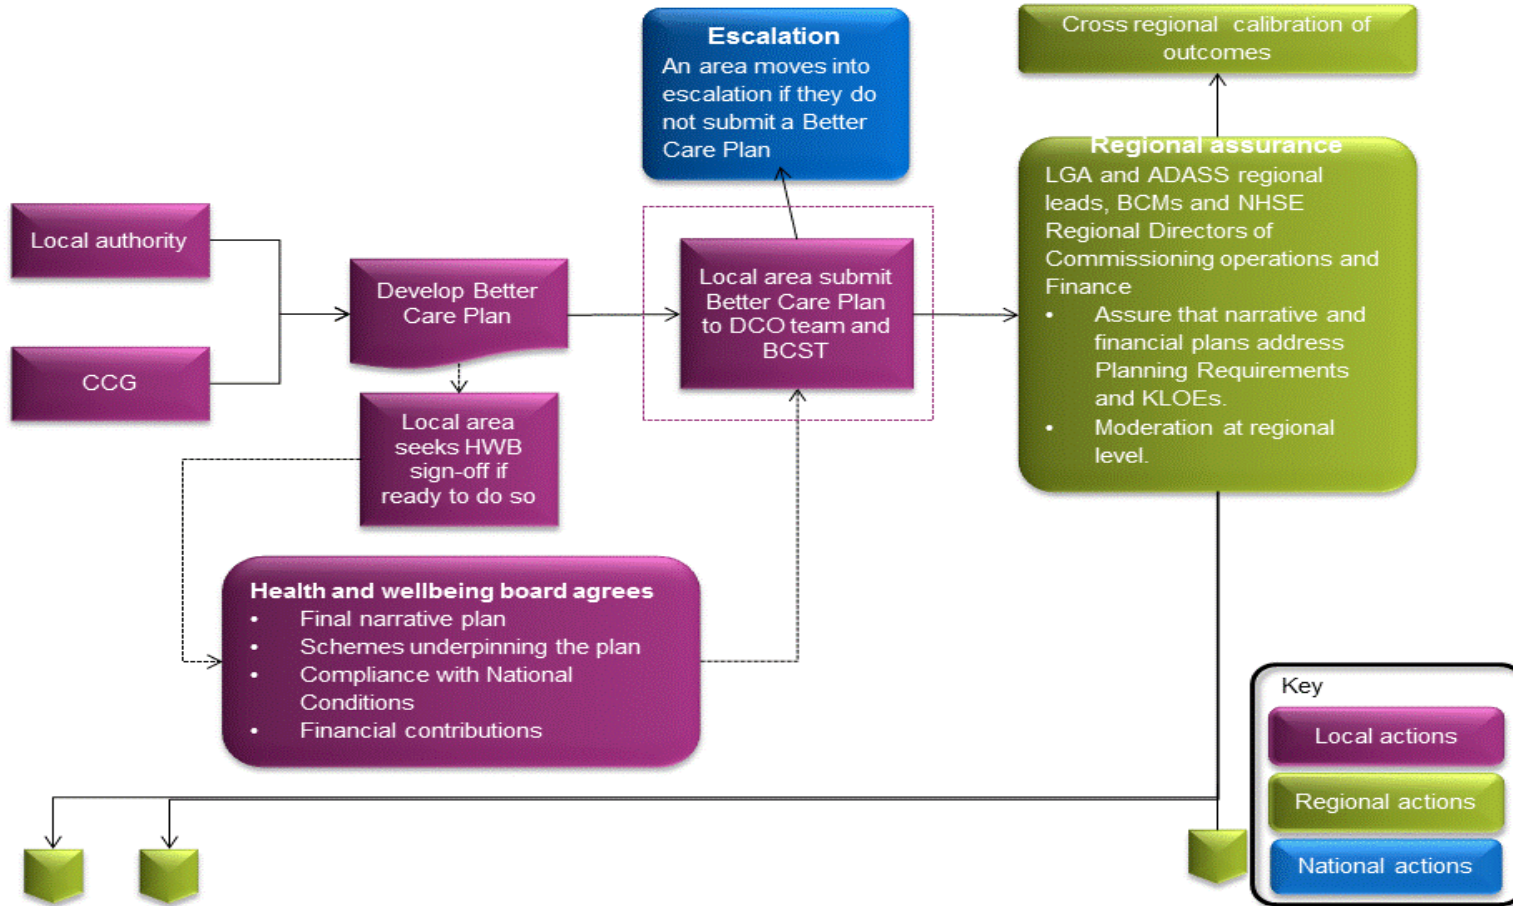 Escalation
An area moves into
escalation if they do
not submit a Better
Care Plan
Cross regional calibration of
outcomes
Regional assurance
LGA and ADASS regional
leads, BCMs and NHSE
Regional Directors of
Commissioning operations and
Finance
• Assure that narrative and
financial plans address
Planning Requirements
and KLOEs.
• Moderation at regional
level.
Local authority
CCG
Develop Better
Care Plan
Local area submit
Better Care Plan
to DCO team and
BCST
Local area
seeks HWB
sign-off if
ready to do so
Health and wellbeing board agrees
• Final narrative plan
• Schemes underpinning the plan
• Compliance with National
Conditions
• Financial contributions
Key
Local actions
Regional actions
National actions